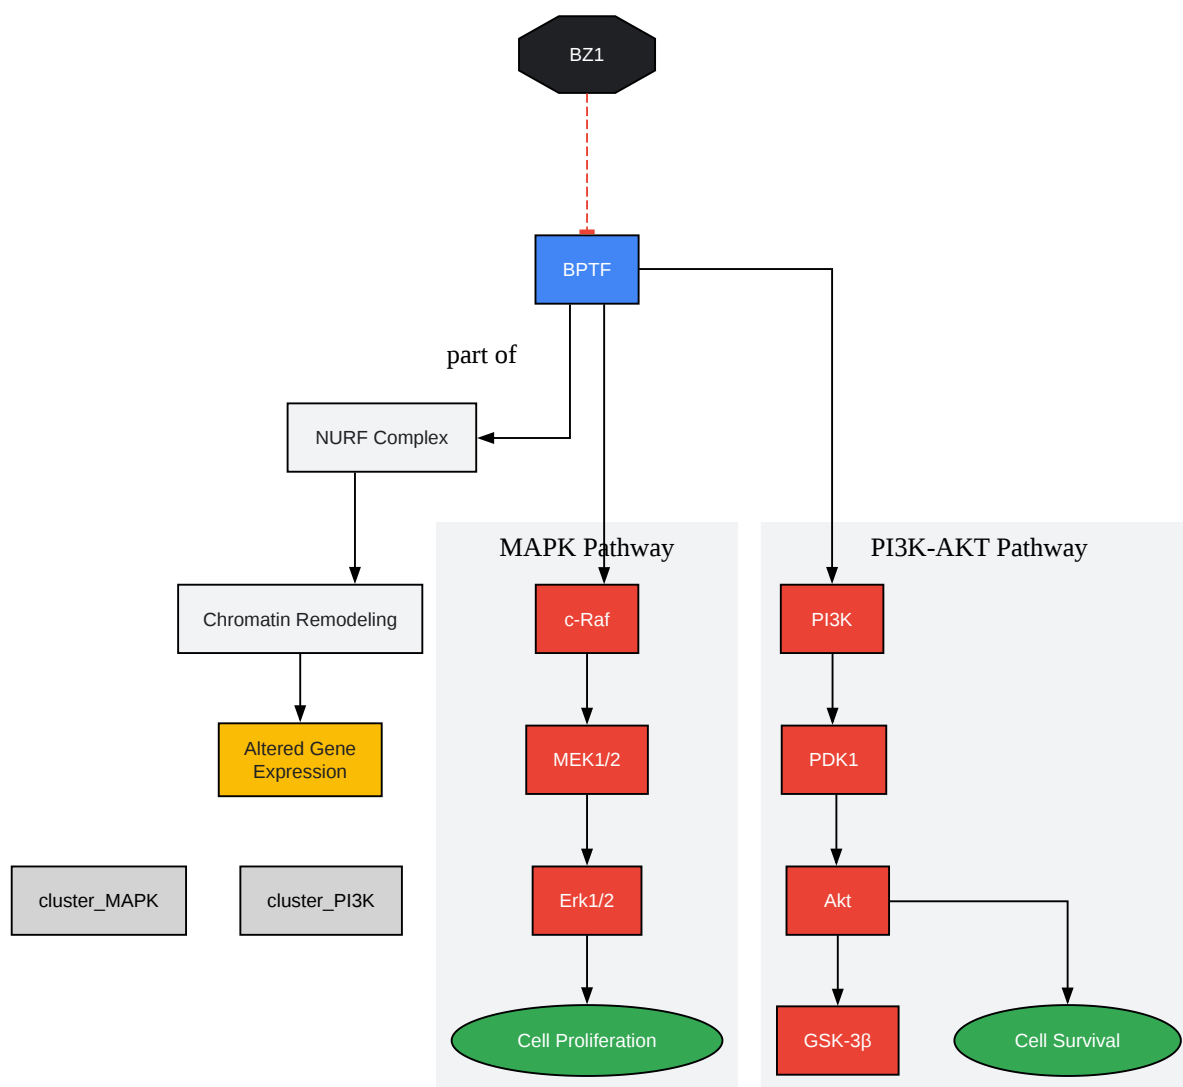 BZ1
BPTF
part of
NURF Complex
MAPK Pathway
PI3K-AKT Pathway
Chromatin Remodeling
c-Raf
PI3K
Altered Gene
Expression
MEK1/2
PDK1
cluster_MAPK
cluster_PI3K
Erk1/2
Akt
Cell Proliferation
GSK-3β
Cell Survival